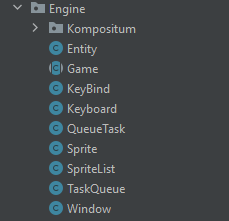 Engine
Kompositum
Entity
Game
KeyBind
Keyboard
QueueTask
Sprite
SpriteList
TaskQueue
Window